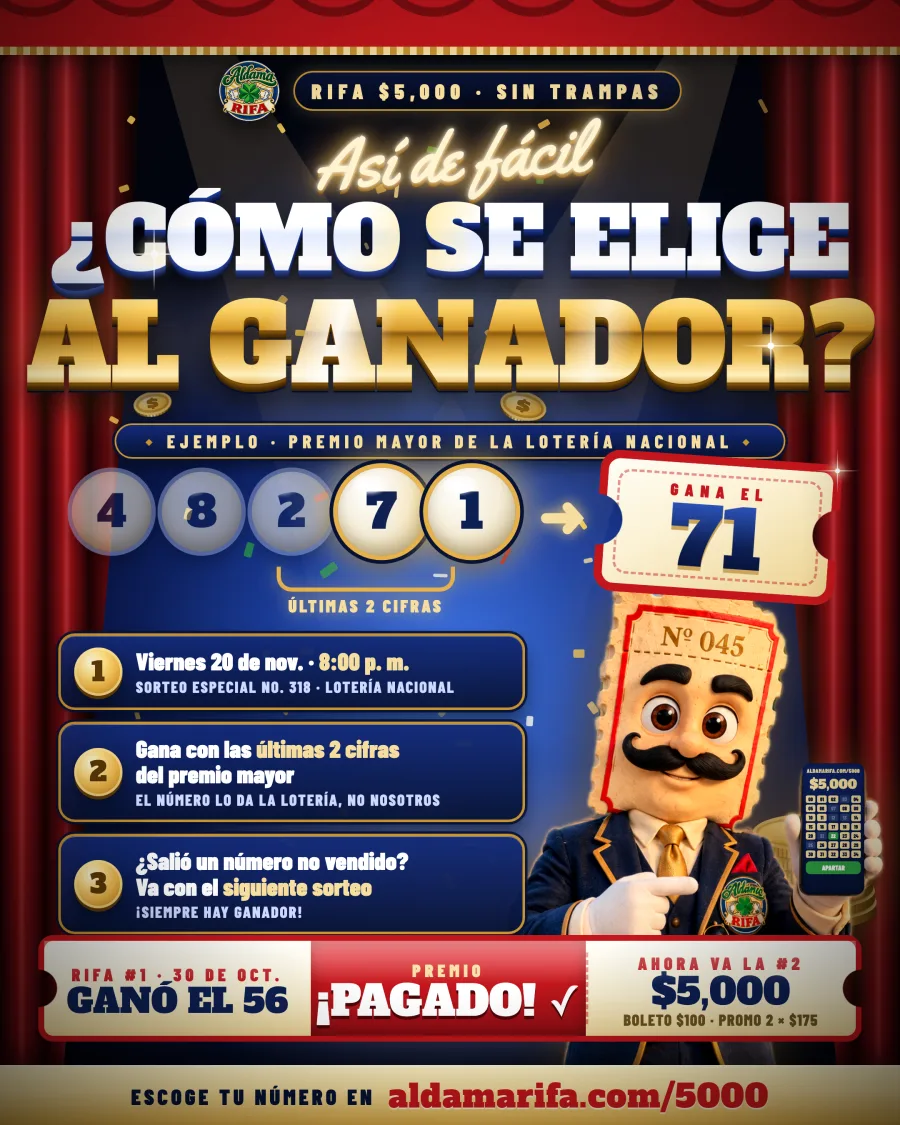 Aldama
RIFA
RIFA $5,000 · SIN TRAMPAS
Así de fácil
¿CÓMO SE ELIGE
AL GANADOR?
$
$
EJEMPLO · PREMIO MAYOR DE LA LOTERÍA NACIONAL
4 8 2 7 1
GANA EL
71
ÚLTIMAS 2 CIFRAS
Nº 045
1
Viernes 20 de nov. · 8:00 p. m.
SORTEO ESPECIAL NO. 318 · LOTERÍA NACIONAL
2
Gana con las últimas 2 cifras
del premio mayor
EL NÚMERO LO DA LA LOTERÍA, NO NOSOTROS
3
¿Salió un número no vendido?
Va con el siguiente sorteo
¡SIEMPRE HAY GANADOR!
ALDAMARIFA.COM/5000
$5,000
APARTAR
Aldama
RIFA
RIFA #1 · 30 DE OCT.
GANÓ EL 56
PREMIO
¡PAGADO! ✓
AHORA VA LA #2
$5,000
BOLETO $100 · PROMO 2 × $175
ESCOGE TU NÚMERO EN aldamarifa.com/5000